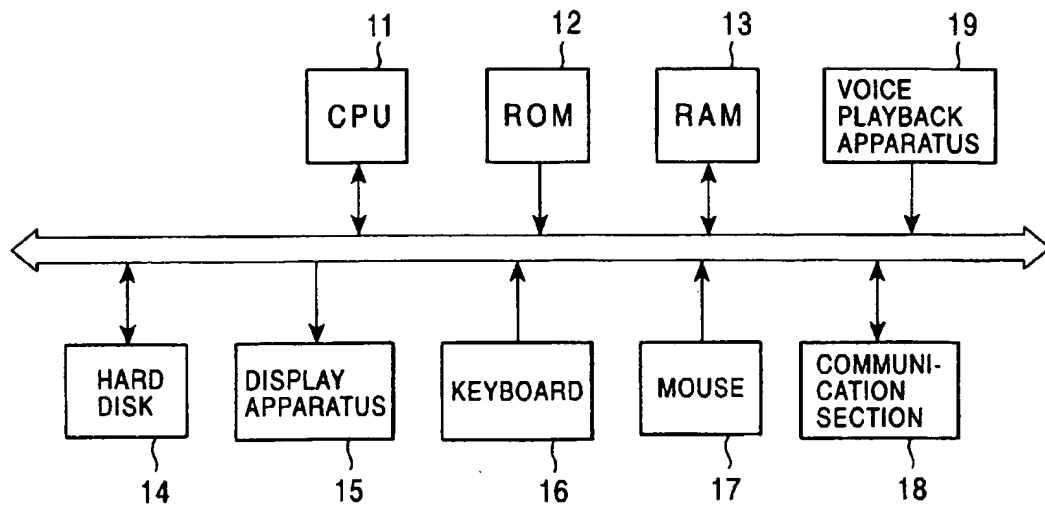 11
12
13
19
CPU
ROM
RAM
VOICE
PLAYBACK
APPARATUS
HARD
DISK
DISPLAY
APPARATUS
KEYBOARD
MOUSE
COMMUNI-
CATION
SECTION
14
15
16
17
18